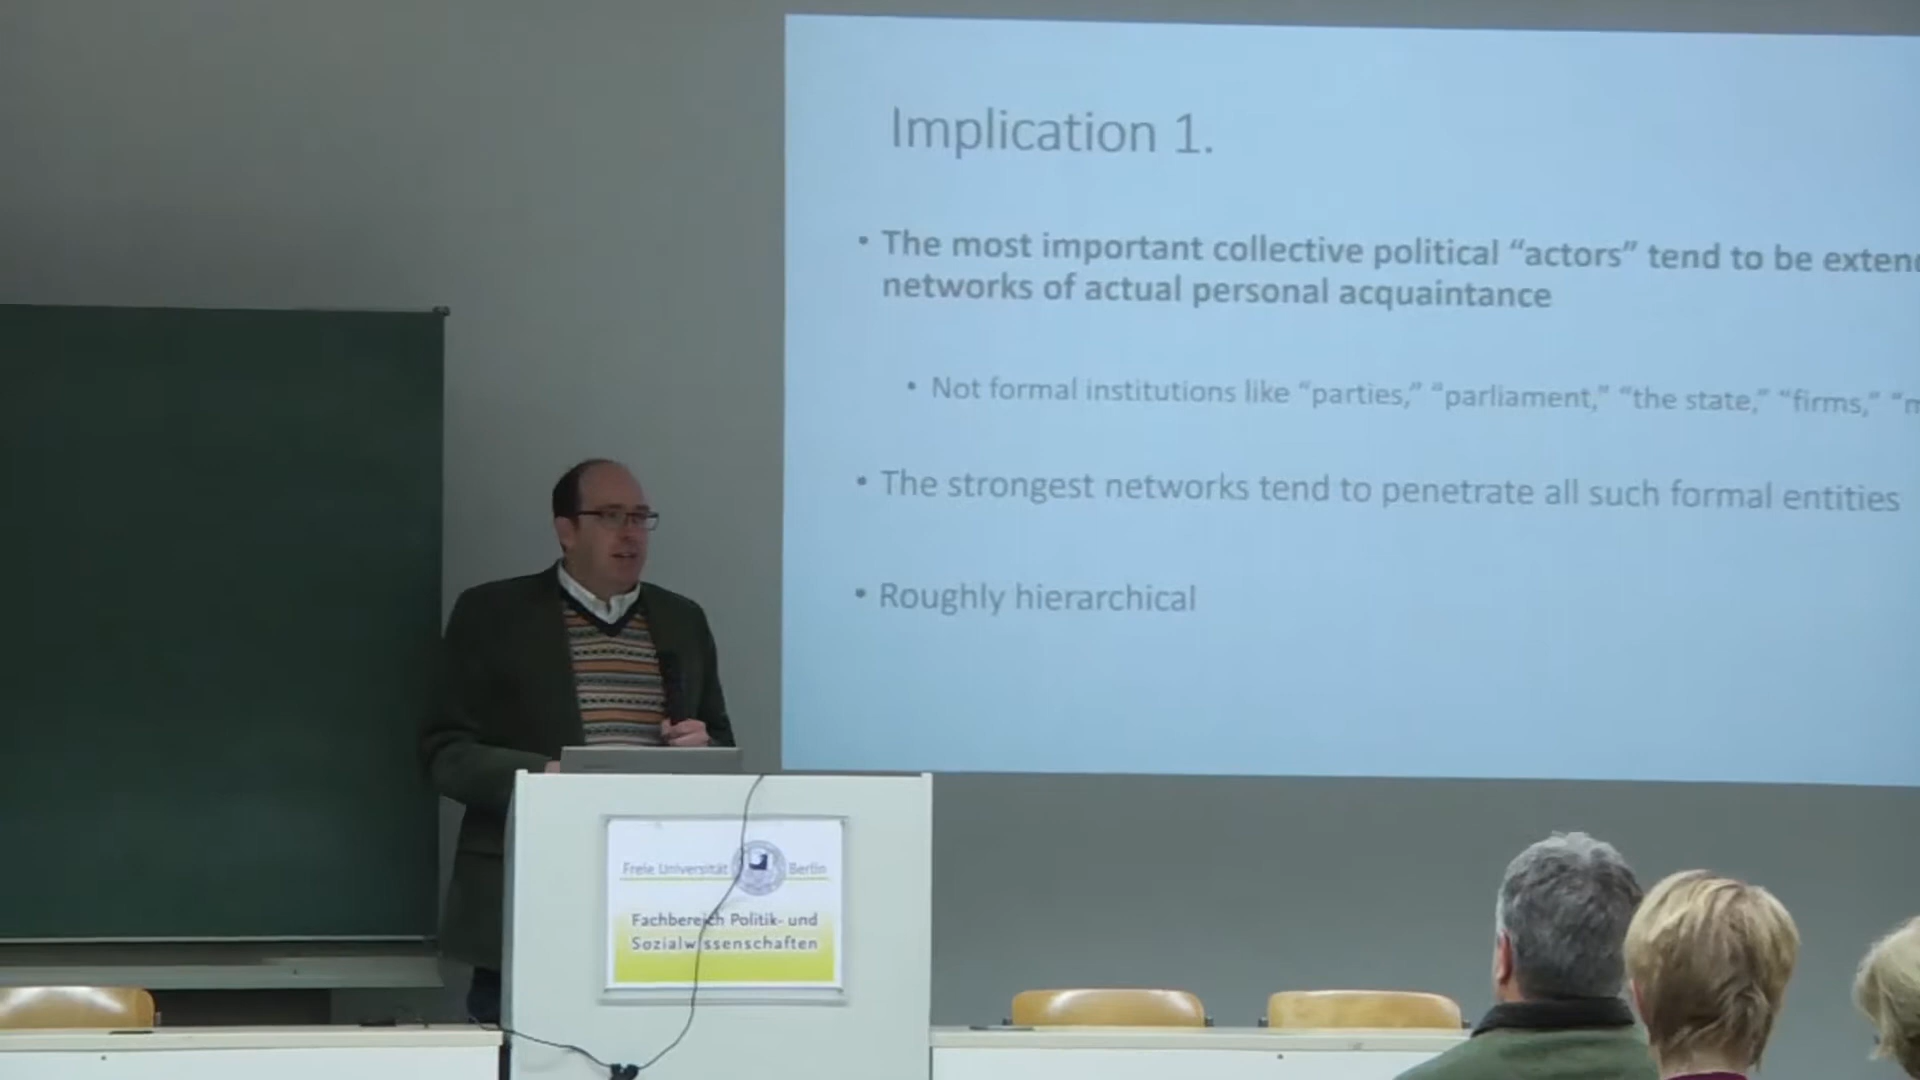 Implication 1.
• The most important collective political “actors” tend to be
networks of actual personal acquaintance
• Not formal institutions like “parties,” “parliament,” “the state,” “firms,”
• The strongest networks tend to penetrate all such formal entities
• Roughly hierarchical
Freie Universität Berlin
Fachbereich Politik- und
Sozialwissenschaften